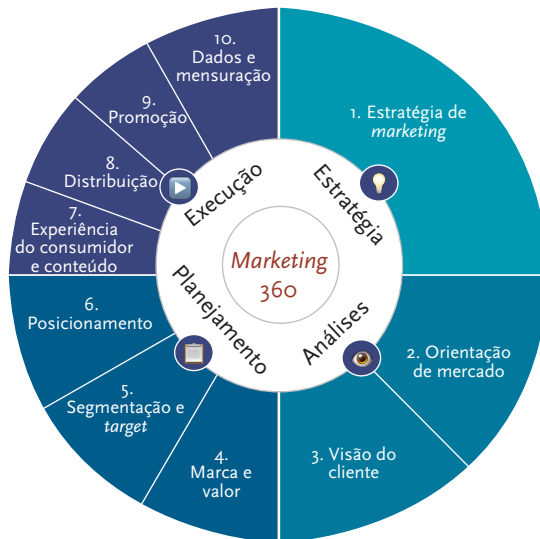 Marketing
360
Estratégia
Análises
Planejamento
Execução
1. Estratégia de
marketing
2. Orientação
de mercado
3. Visão do
cliente
4.
Marca e
valor
5.
Segmentação e
target
6.
Posicionamento
7.
Experiência
do consumidor
e conteúdo
8.
Distribuição
9.
Promoção
10.
Dados e
mensuração